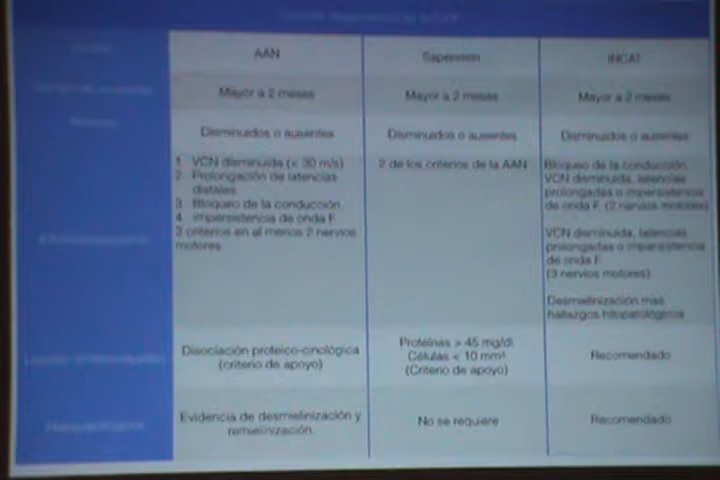 AAN
Saperstein
INCAT
Mayor a 2 meses
Mayor a 2 meses
Mayor a 2 meses
Disminuidos o ausentes
Disminuidos o ausentes
Disminuidos o ausentes
1. VCN disminuida (< 30 m/s)
2. Prolongación de latencias
distales
3. Bloqueo de la conducción
4. Impersistencia de onda F
3 criterios en al menos 2 nervios
motores.
2 de los criterios de la AAN
Bloqueo de la conducción
VCN disminuida, latencias
prolongadas o impersistencia
de onda F. (2 nervios motores)
VCN disminuida, latencias
prolongadas o impersistencia
de onda F
(3 nervios motores)
Desmielinización más
hallazgos hitopatológicos
Disociación proteico-citológica
(criterio de apoyo)
Proteínas > 45 mg/dl
Células < 10 mm³
(Criterio de apoyo)
Recomendado
Evidencia de desmielinización y
remielinización.
No se requiere
Recomendado